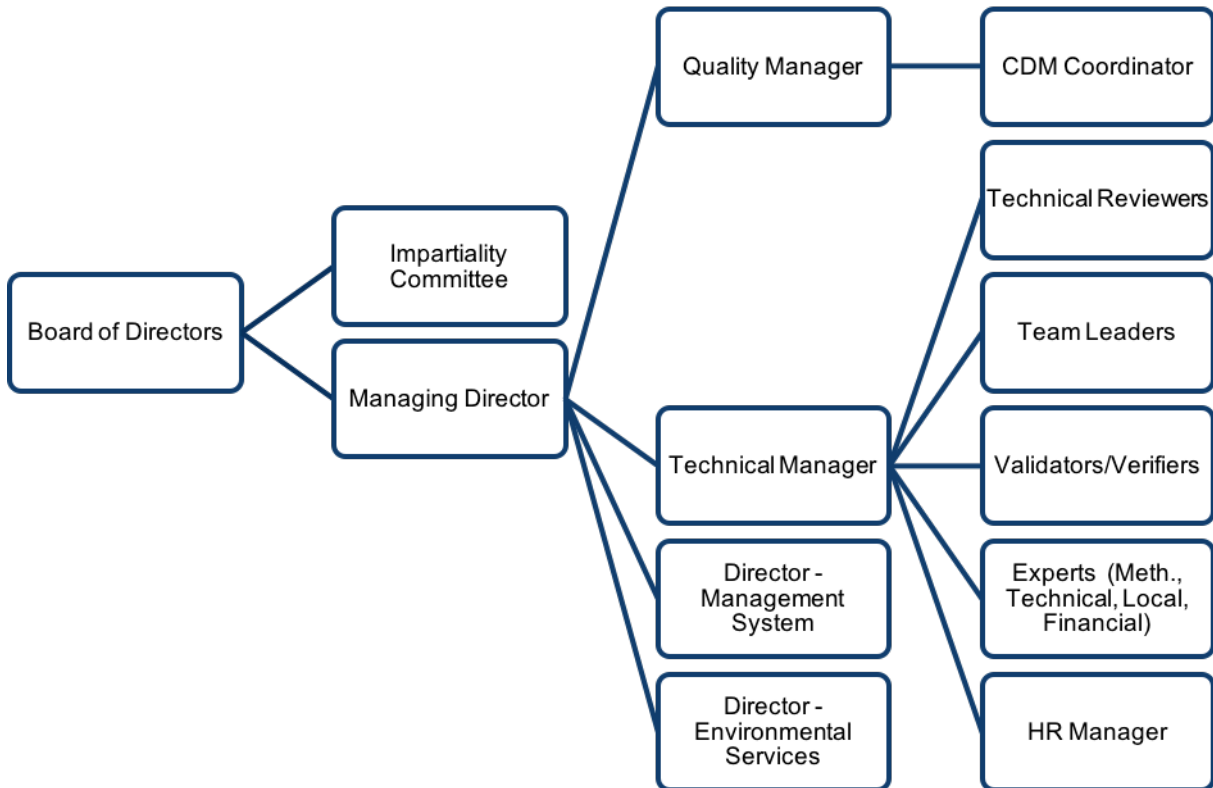 Board of Directors
Impartiality
Committee
Managing Director
Quality Manager
Technical Manager
Director -
Management
System
Director -
Environmental
Services
CDM Coordinator
Technical Reviewers
Team Leaders
Validators/Verifiers
Experts (Meth.,
Technical, Local,
Financial)
HR Manager